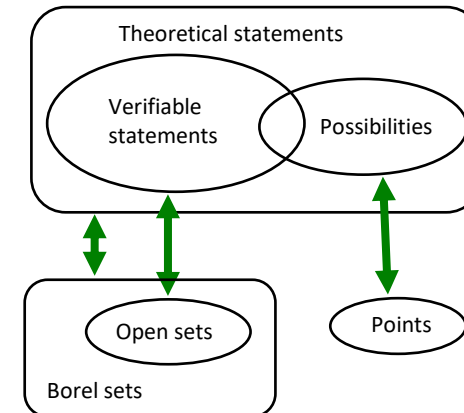 Theoretical statements
Verifiable
statements
Possibilities
Open sets
Points
Borel sets